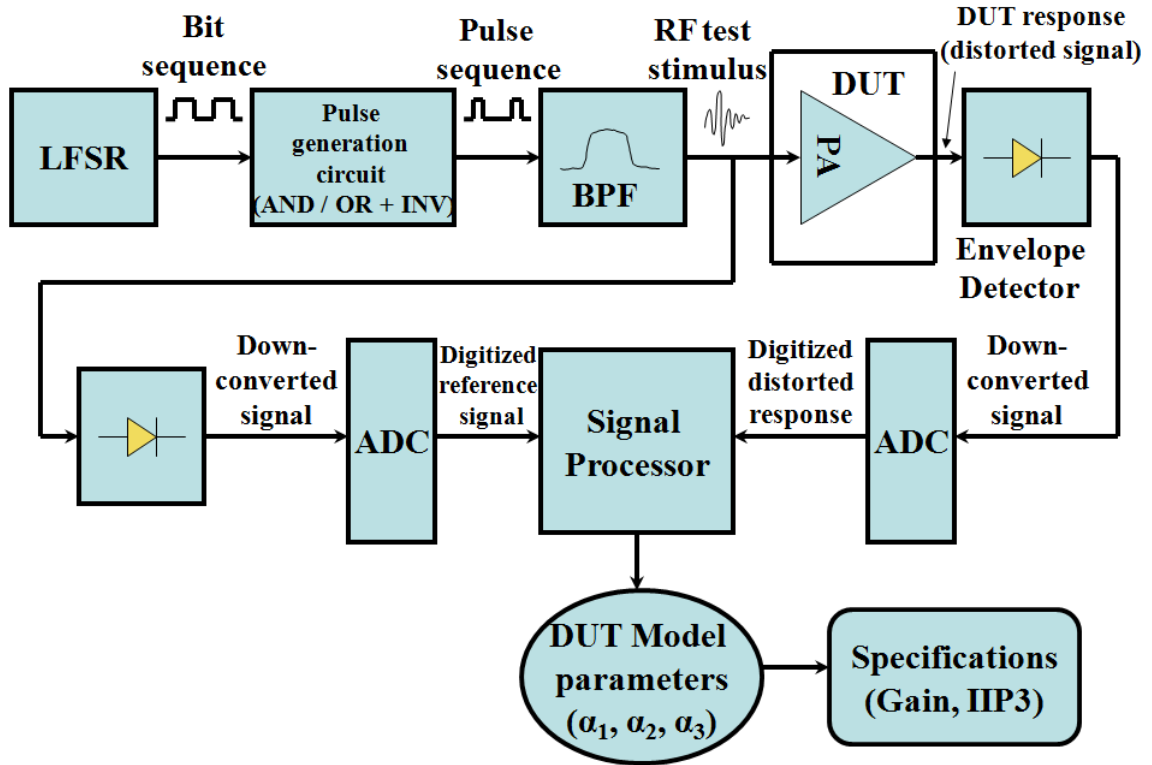 Bit
sequence
Pulse
sequence
RF test
stimulus
DUT response
(distorted signal)
LFSR
Pulse
generation
circuit
(AND / OR + INV)
BPF
DUT
PA
Envelope
Detector
Down-
converted
signal
ADC
Digitized
reference
signal
Signal
Processor
Digitized
distorted
response
ADC
Down-
converted
signal
DUT Model
parameters
(α₁, α₂, α₃)
Specifications
(Gain, IIP3)